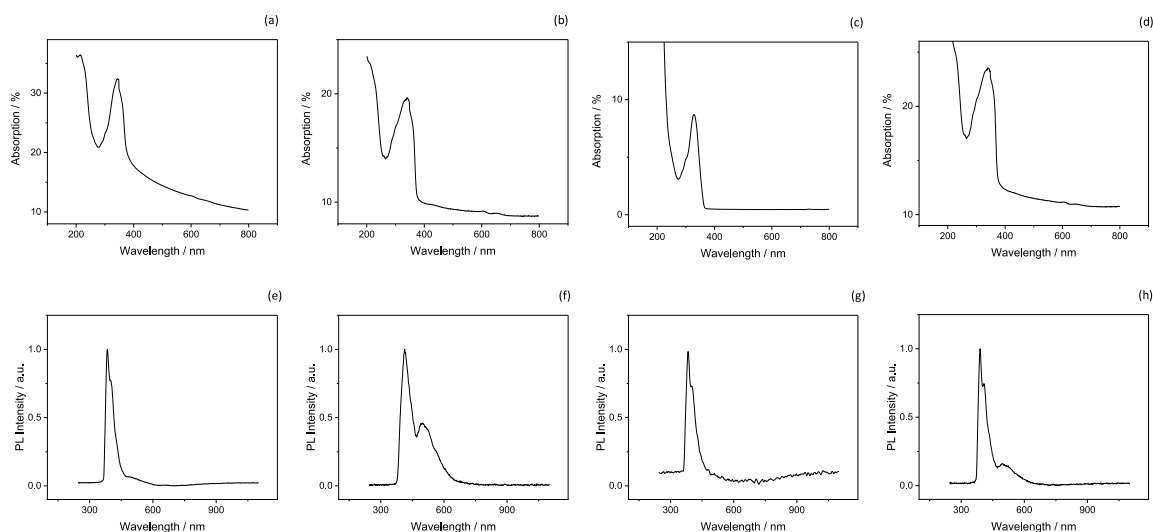 (a)
(b)
(c)
(d)
Absorption / %
30
20
10
200 400 600 800
Wavelength / nm
Absorption / %
20
10
200 400 600 800
Wavelength / nm
Absorption / %
10
0
200 400 600 800
Wavelength / nm
Absorption / %
20
10
200 400 600 800
Wavelength / nm
(e)
(f)
(g)
(h)
PL Intensity / a.u.
1.0
0.5
0.0
300 600 900
Wavelength / nm
PL Intensity / a.u.
1.0
0.5
0.0
300 600 900
Wavelength / nm
PL Intensity / a.u.
1.0
0.5
0.0
300 600 900
Wavelength / nm
PL Intensity / a.u.
1.0
0.5
0.0
300 600 900
Wavelength / nm